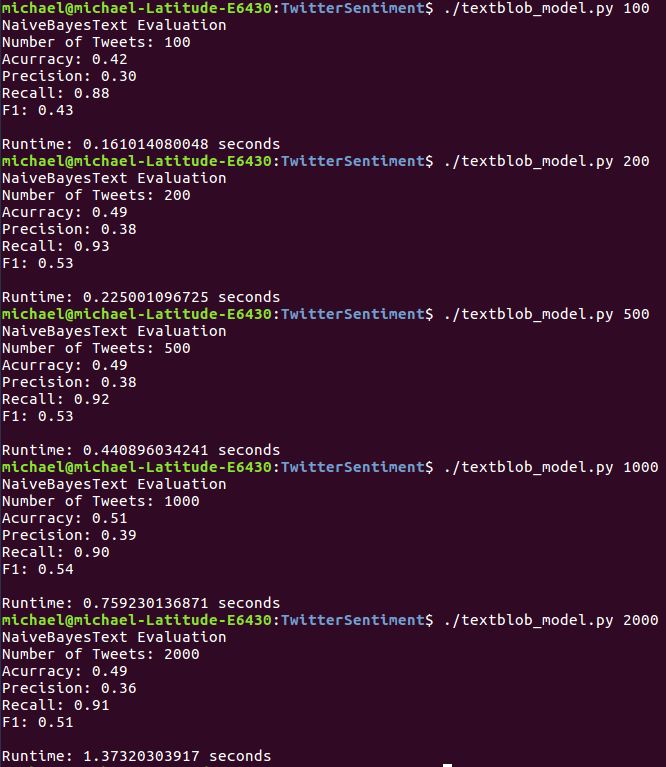 michael@michael-Latitude-E6430:TwitterSentiment$ ./textblob_model.py 100
NaiveBayesText Evaluation
Number of Tweets: 100
Acurracy: 0.42
Precision: 0.30
Recall: 0.88
F1: 0.43
Runtime: 0.161014080048 seconds
michael@michael-Latitude-E6430:TwitterSentiment$ ./textblob_model.py 200
NaiveBayesText Evaluation
Number of Tweets: 200
Acurracy: 0.49
Precision: 0.38
Recall: 0.93
F1: 0.53
Runtime: 0.225001096725 seconds
michael@michael-Latitude-E6430:TwitterSentiment$ ./textblob_model.py 500
NaiveBayesText Evaluation
Number of Tweets: 500
Acurracy: 0.49
Precision: 0.38
Recall: 0.92
F1: 0.53
Runtime: 0.440896034241 seconds
michael@michael-Latitude-E6430:TwitterSentiment$ ./textblob_model.py 1000
NaiveBayesText Evaluation
Number of Tweets: 1000
Acurracy: 0.51
Precision: 0.39
Recall: 0.90
F1: 0.54
Runtime: 0.759230136871 seconds
michael@michael-Latitude-E6430:TwitterSentiment$ ./textblob_model.py 2000
NaiveBayesText Evaluation
Number of Tweets: 2000
Acurracy: 0.49
Precision: 0.36
Recall: 0.91
F1: 0.51
Runtime: 1.37320303917 seconds